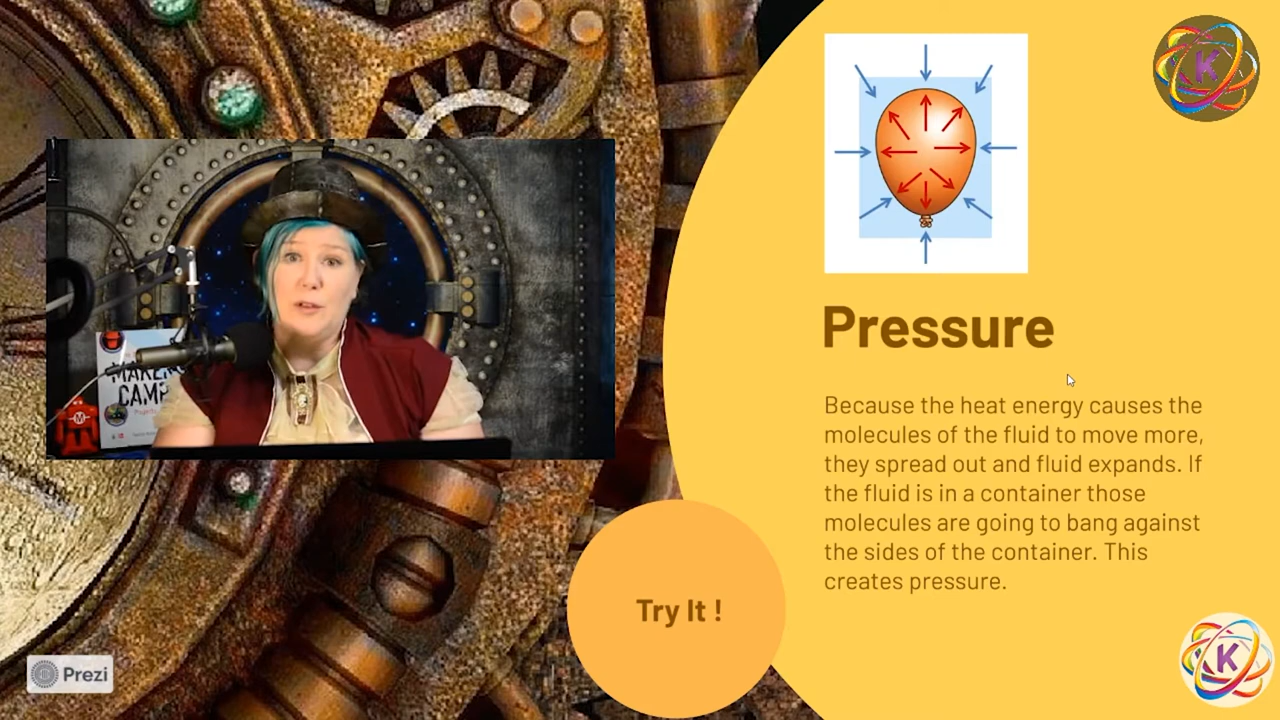 K
Pressure
Because the heat energy causes the
molecules of the fluid to move more,
they spread out and fluid expands. If
the fluid is in a container those
molecules are going to bang against
the sides of the container. This
creates pressure.
Try It !
MAKER
CAMP
M
Prezi
K